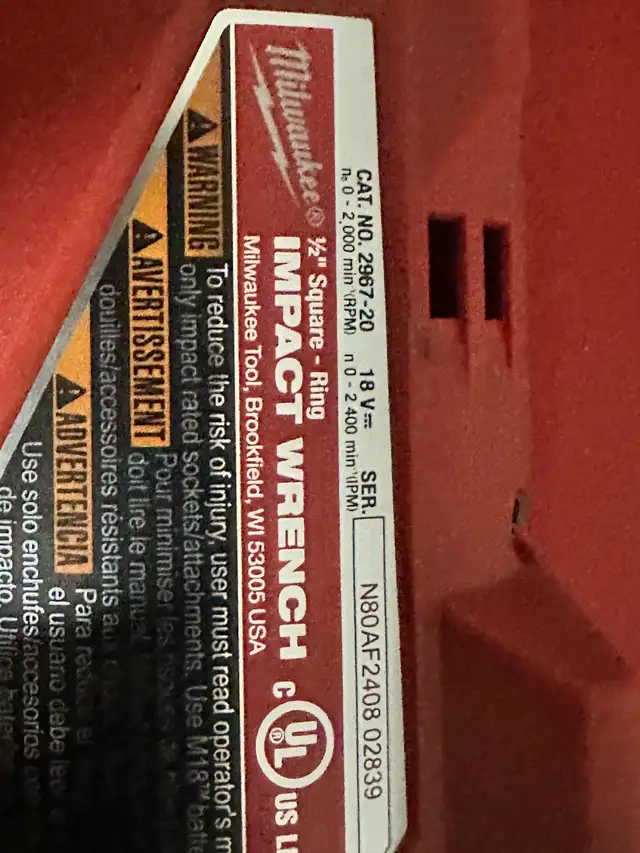 CAT. NO. 2967-20 18 V⎓ SER. N80AF2408 02839
n₀ 0 - 2,000 min⁻¹(RPM) n 0 - 2 400 min⁻¹(IPM)
Milwaukee®
½" Square - Ring
IMPACT WRENCH
Milwaukee Tool, Brookfield, WI 53005 USA
C UL® US
WARNING To reduce the risk of injury, user must read operator's
only impact rated sockets/attachments. Use M18™
AVERTISSEMENT Pour minimiser les
doit lire le manuel
douilles/accessoires résistants
ADVERTENCIA Para
el usuario debe
Use solo enchufes/accesorios
de impacto.